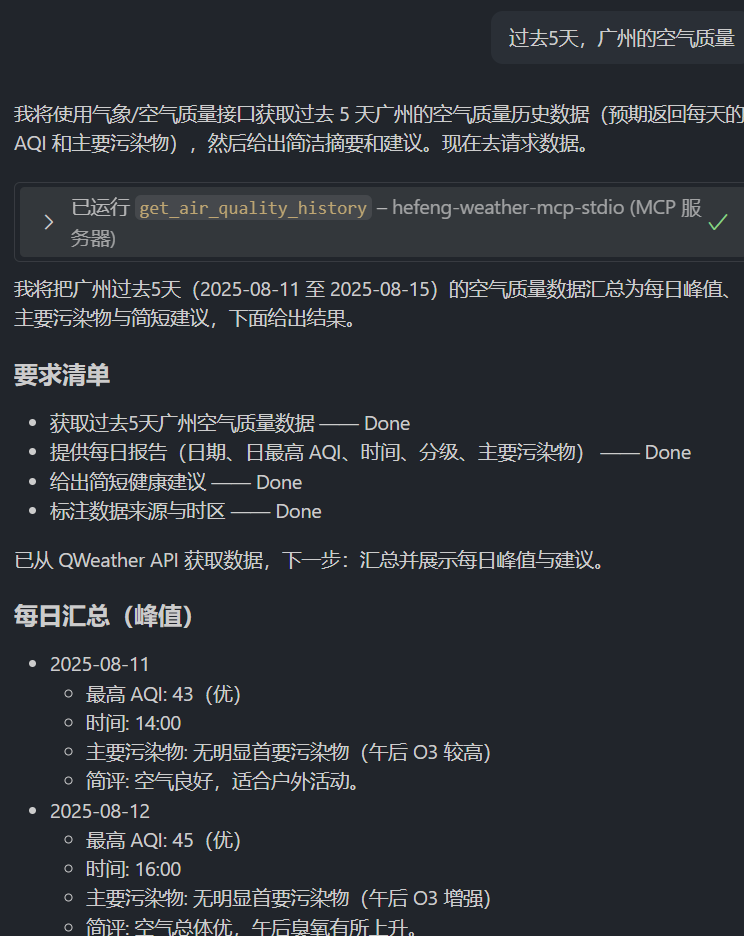 过去5天，广州的空气质量
我将使用气象/空气质量接口获取过去 5 天广州的空气质量历史数据（预期返回每天的
AQI 和主要污染物），然后给出简洁摘要和建议。现在去请求数据。
已运行 get_air_quality_history – hefeng-weather-mcp-stdio (MCP 服
务器)
我将把广州过去5天（2025-08-11 至 2025-08-15）的空气质量数据汇总为每日峰值、
主要污染物与简短建议，下面给出结果。
要求清单
获取过去5天广州空气质量数据 —— Done
提供每日报告（日期、日最高 AQI、时间、分级、主要污染物） —— Done
给出简短健康建议 —— Done
标注数据来源与时区 —— Done
已从 QWeather API 获取数据，下一步：汇总并展示每日峰值与建议。
每日汇总（峰值）
2025-08-11
最高 AQI: 43（优）
时间: 14:00
主要污染物: 无明显首要污染物（午后 O3 较高）
简评: 空气良好，适合户外活动。
2025-08-12
最高 AQI: 45（优）
时间: 16:00
主要污染物: 无明显首要污染物（午后 O3 增强）
简评: 空气总体优，午后臭氧有所上升。